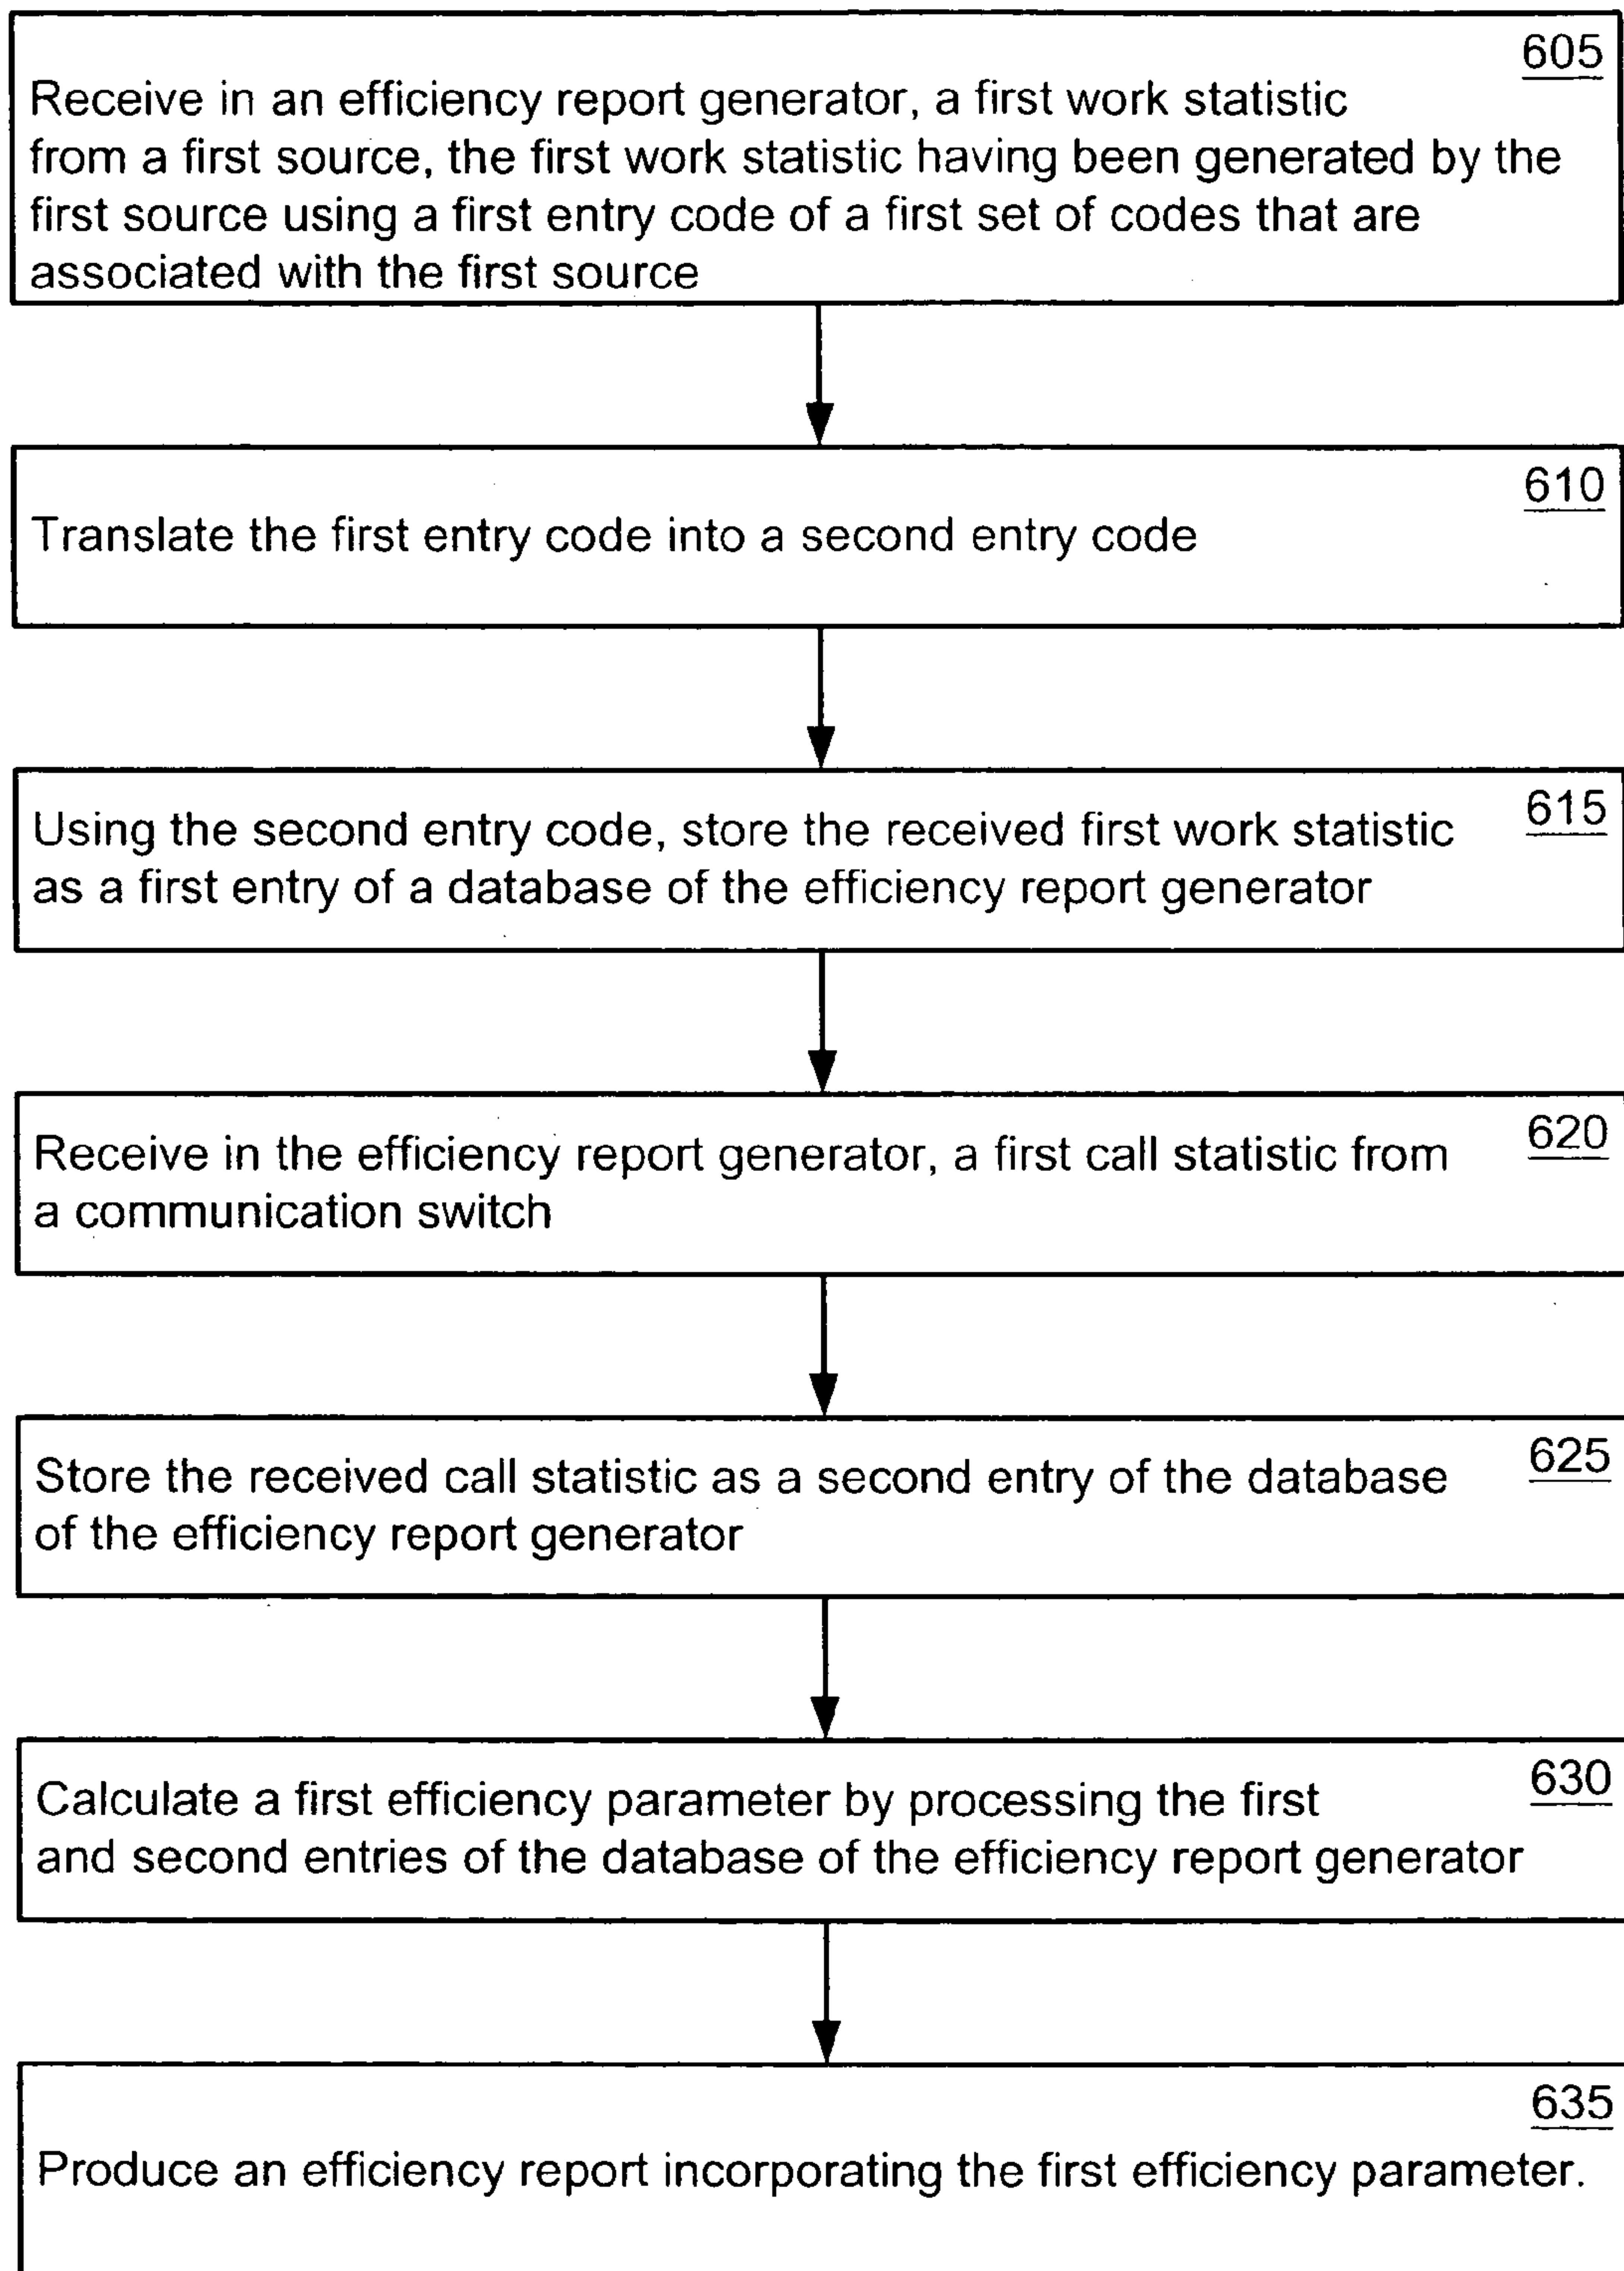 605
Receive in an efficiency report generator, a first work statistic
from a first source, the first work statistic having been generated by the
first source using a first entry code of a first set of codes that are
associated with the first source
610
Translate the first entry code into a second entry code
615
Using the second entry code, store the received first work statistic
as a first entry of a database of the efficiency report generator
620
Receive in the efficiency report generator, a first call statistic from
a communication switch
625
Store the received call statistic as a second entry of the database
of the efficiency report generator
630
Calculate a first efficiency parameter by processing the first
and second entries of the database of the efficiency report generator
635
Produce an efficiency report incorporating the first efficiency parameter.